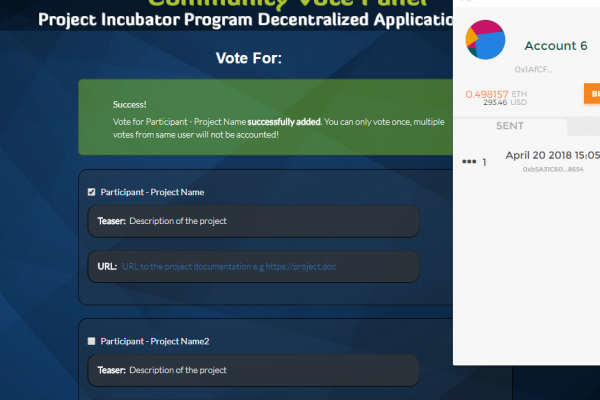 Community Vote Panel
Project Incubator Program Decentralized Applicatio
Vote For:
Success!
Vote for Participant - Project Name successfully added. You can only vote once, multiple
votes from same user will not be accounted!
Participant - Project Name
Teaser: Description of the project
URL: URL to the project documentation e.g https://project.doc
Participant - Project Name2
Teaser: Description of the project
Account 6
0x1AfCF...
0.498157 ETH
293.46 USD
BU
SENT
1
April 20 2018 15:05
0xb5A31C60...8654